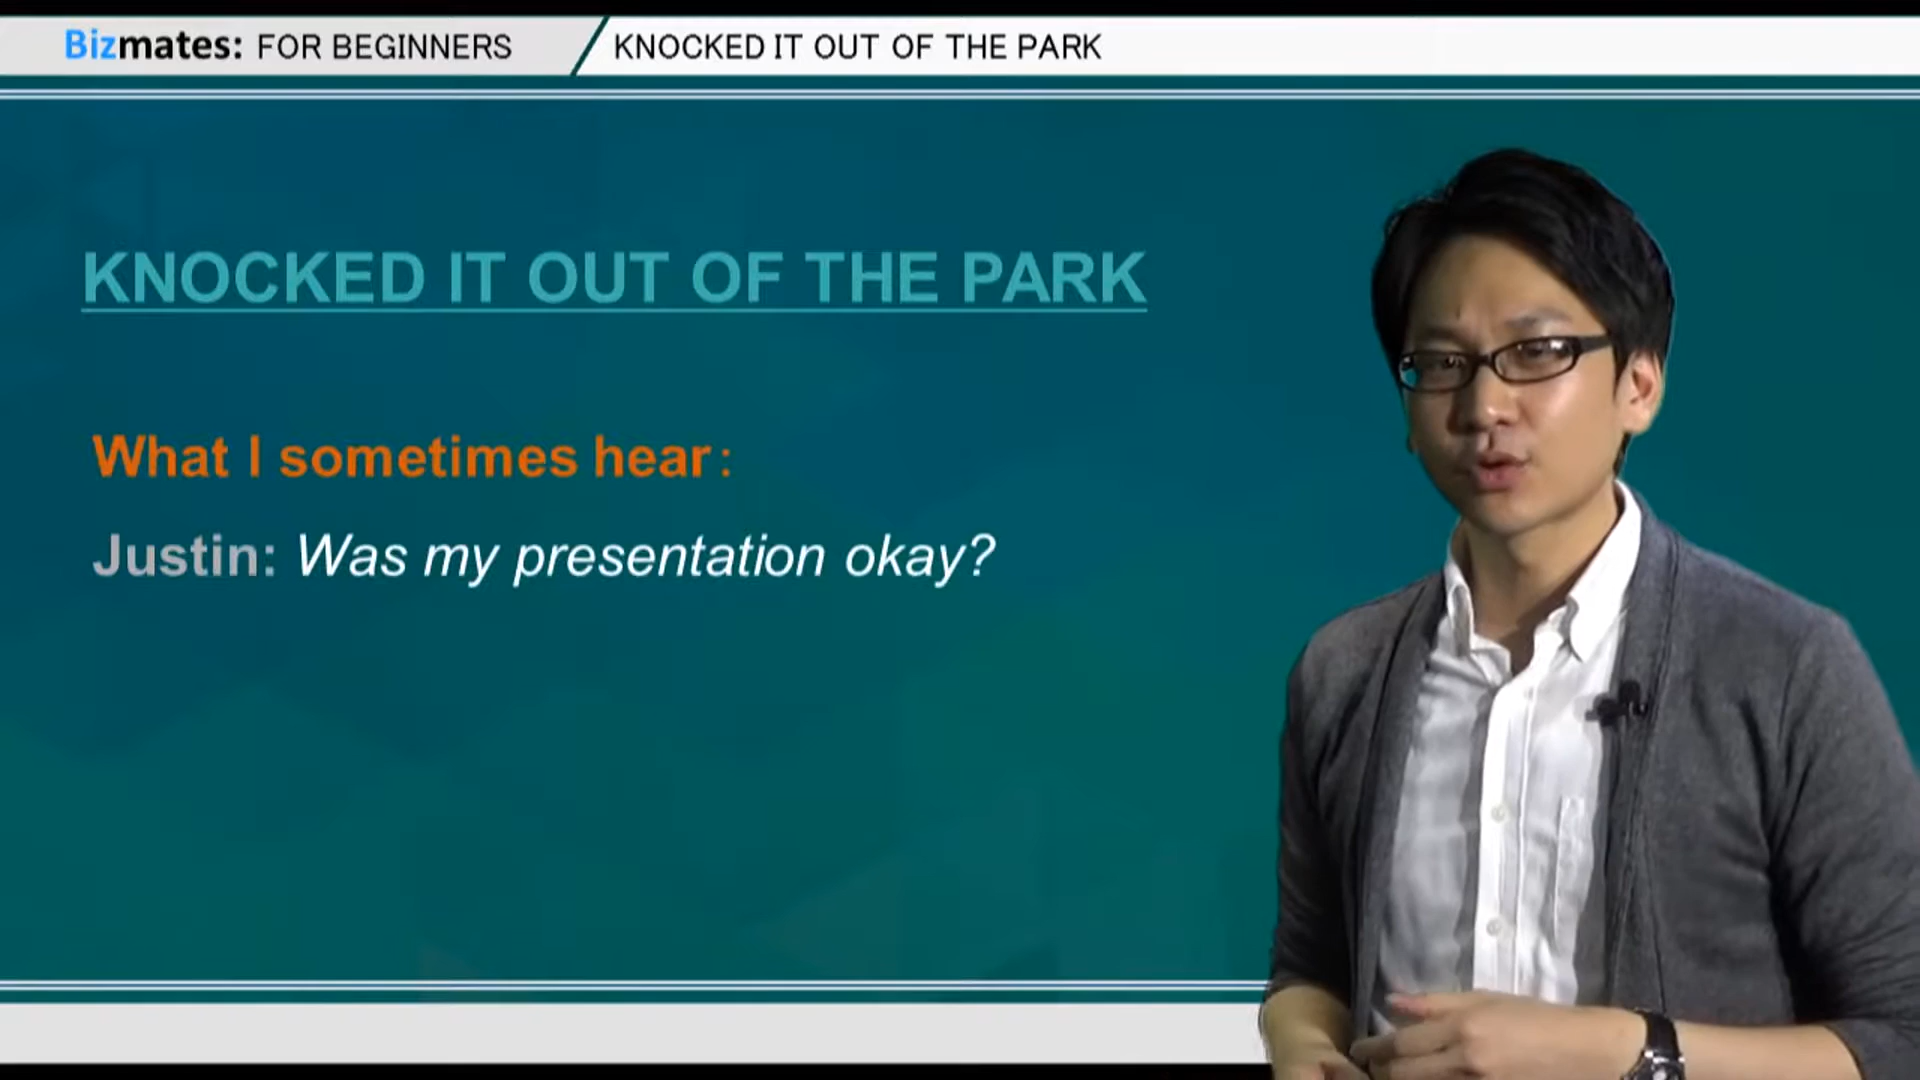 Bizmates: FOR BEGINNERS
KNOCKED IT OUT OF THE PARK
KNOCKED IT OUT OF THE PARK
What I sometimes hear:
Justin: Was my presentation okay?